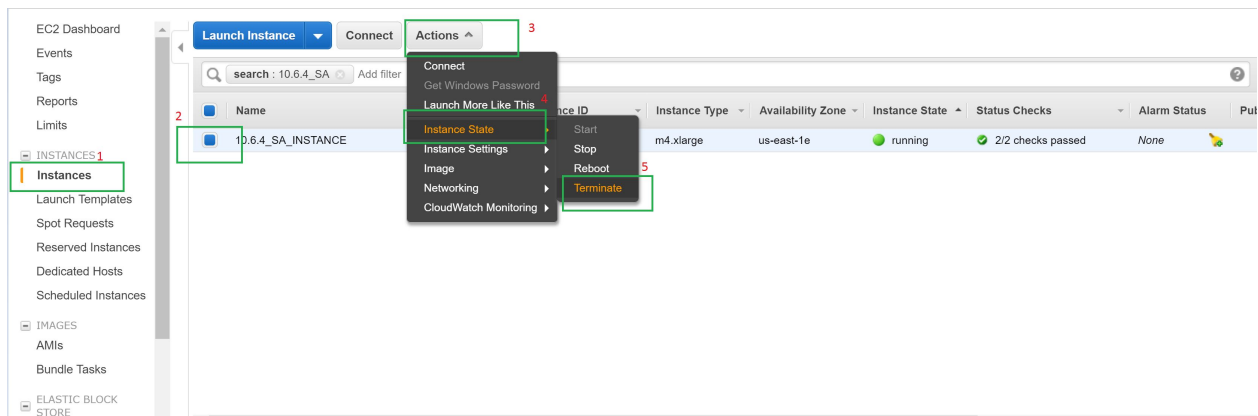 EC2 Dashboard
Events
Tags
Reports
Limits
INSTANCES 1
Instances
Launch Templates
Spot Requests
Reserved Instances
Dedicated Hosts
Scheduled Instances
IMAGES
AMIs
Bundle Tasks
ELASTIC BLOCK
STORE
Launch Instance Connect Actions 3
search : 10.6.4_SA Add filter
2 Name nce ID Instance Type Availability Zone Instance State Status Checks Alarm Status Pub
10.6.4_SA_INSTANCE m4.xlarge us-east-1e running 2/2 checks passed None
Connect
Get Windows Password
Launch More Like This 4
Instance State
Instance Settings
Image
Networking
CloudWatch Monitoring
Start
Stop
Reboot 5
Terminate